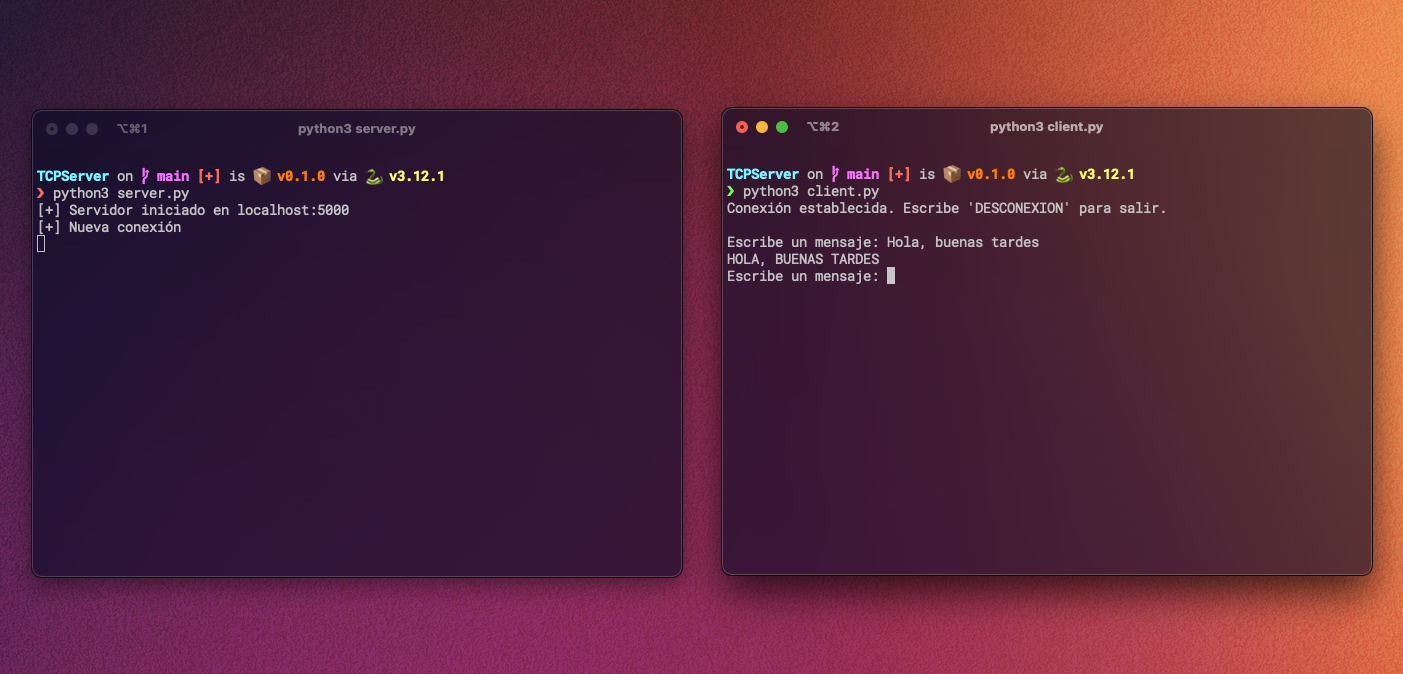 ⌥⌘1
python3 server.py
TCPServer on main [+] is 📦 v0.1.0 via 🐍 v3.12.1
❯ python3 server.py
[+] Servidor iniciado en localhost:5000
[+] Nueva conexión
⌥⌘2
python3 client.py
TCPServer on main [+] is 📦 v0.1.0 via 🐍 v3.12.1
❯ python3 client.py
Conexión establecida. Escribe 'DESCONEXION' para salir.
Escribe un mensaje: Hola, buenas tardes
HOLA, BUENAS TARDES
Escribe un mensaje: